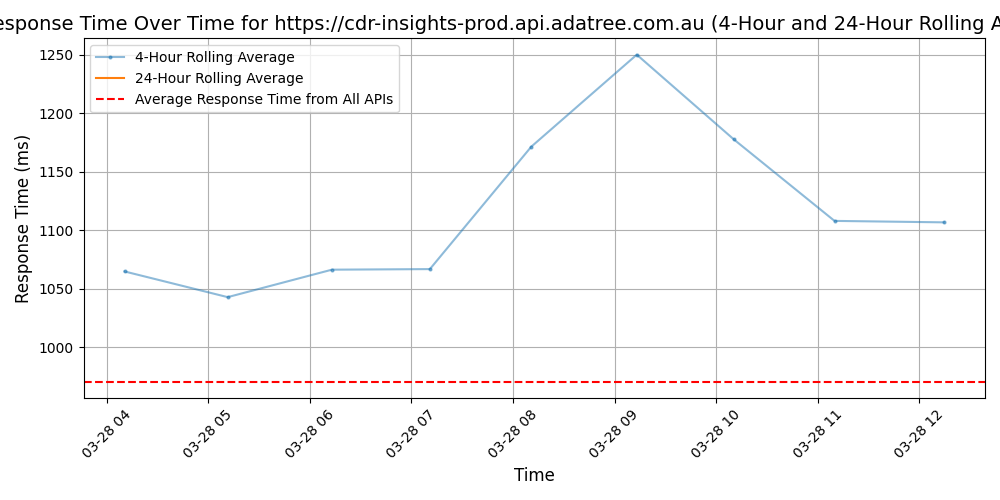 esponse Time Over Time for https://cdr-insights-prod.api.adatree.com.au (4-Hour and 24-Hour Rolling A
4-Hour Rolling Average
24-Hour Rolling Average
Average Response Time from All APIs
Response Time (ms)
1250
1200
1150
1100
1050
1000
03-28 04
03-28 05
03-28 06
03-28 07
03-28 08
03-28 09
03-28 10
03-28 11
03-28 12
Time